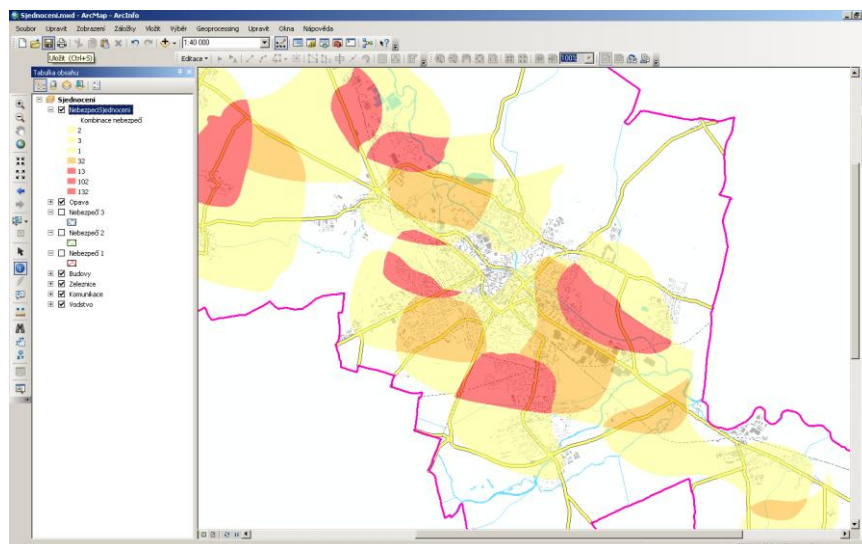 Sjednoceni.mxd - ArcMap - ArcInfo
Soubor Upravit Zobrazení Záložky Vložit Výběr Geoprocessing Upravit Okna Nápověda
1:40 000
Uložit (Ctrl+S)
Editace
100%
Tabulka obsahu
Sjednoceni
NebezpečíSjednocení
Kombinace nebezpečí
2
3
1
32
13
102
132
Opava
Nebezpečí 3
Nebezpečí 2
Nebezpečí 1
Budovy
Železnice
Komunikace
Vodstvo